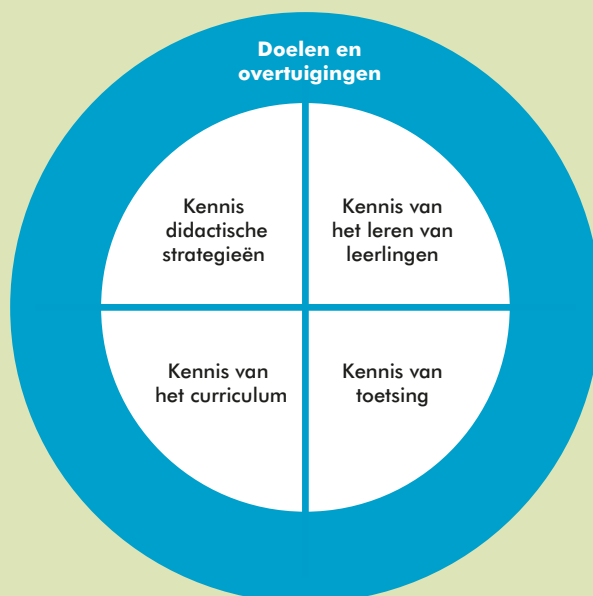 Doelen en
overtuigingen
Kennis
didactische
strategieën
Kennis van
het leren van
leerlingen
Kennis van
het curriculum
Kennis van
toetsing